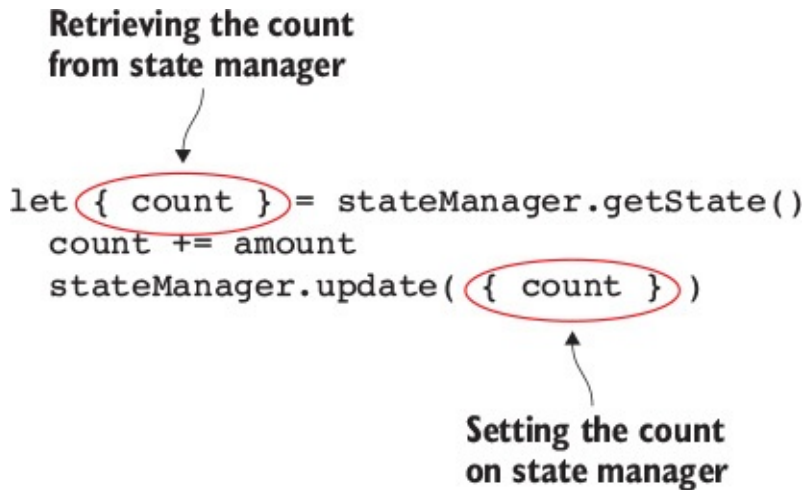 Retrieving the count
from state manager
let { count } = stateManager.getState()
count += amount
stateManager.update( { count } )
Setting the count
on state manager